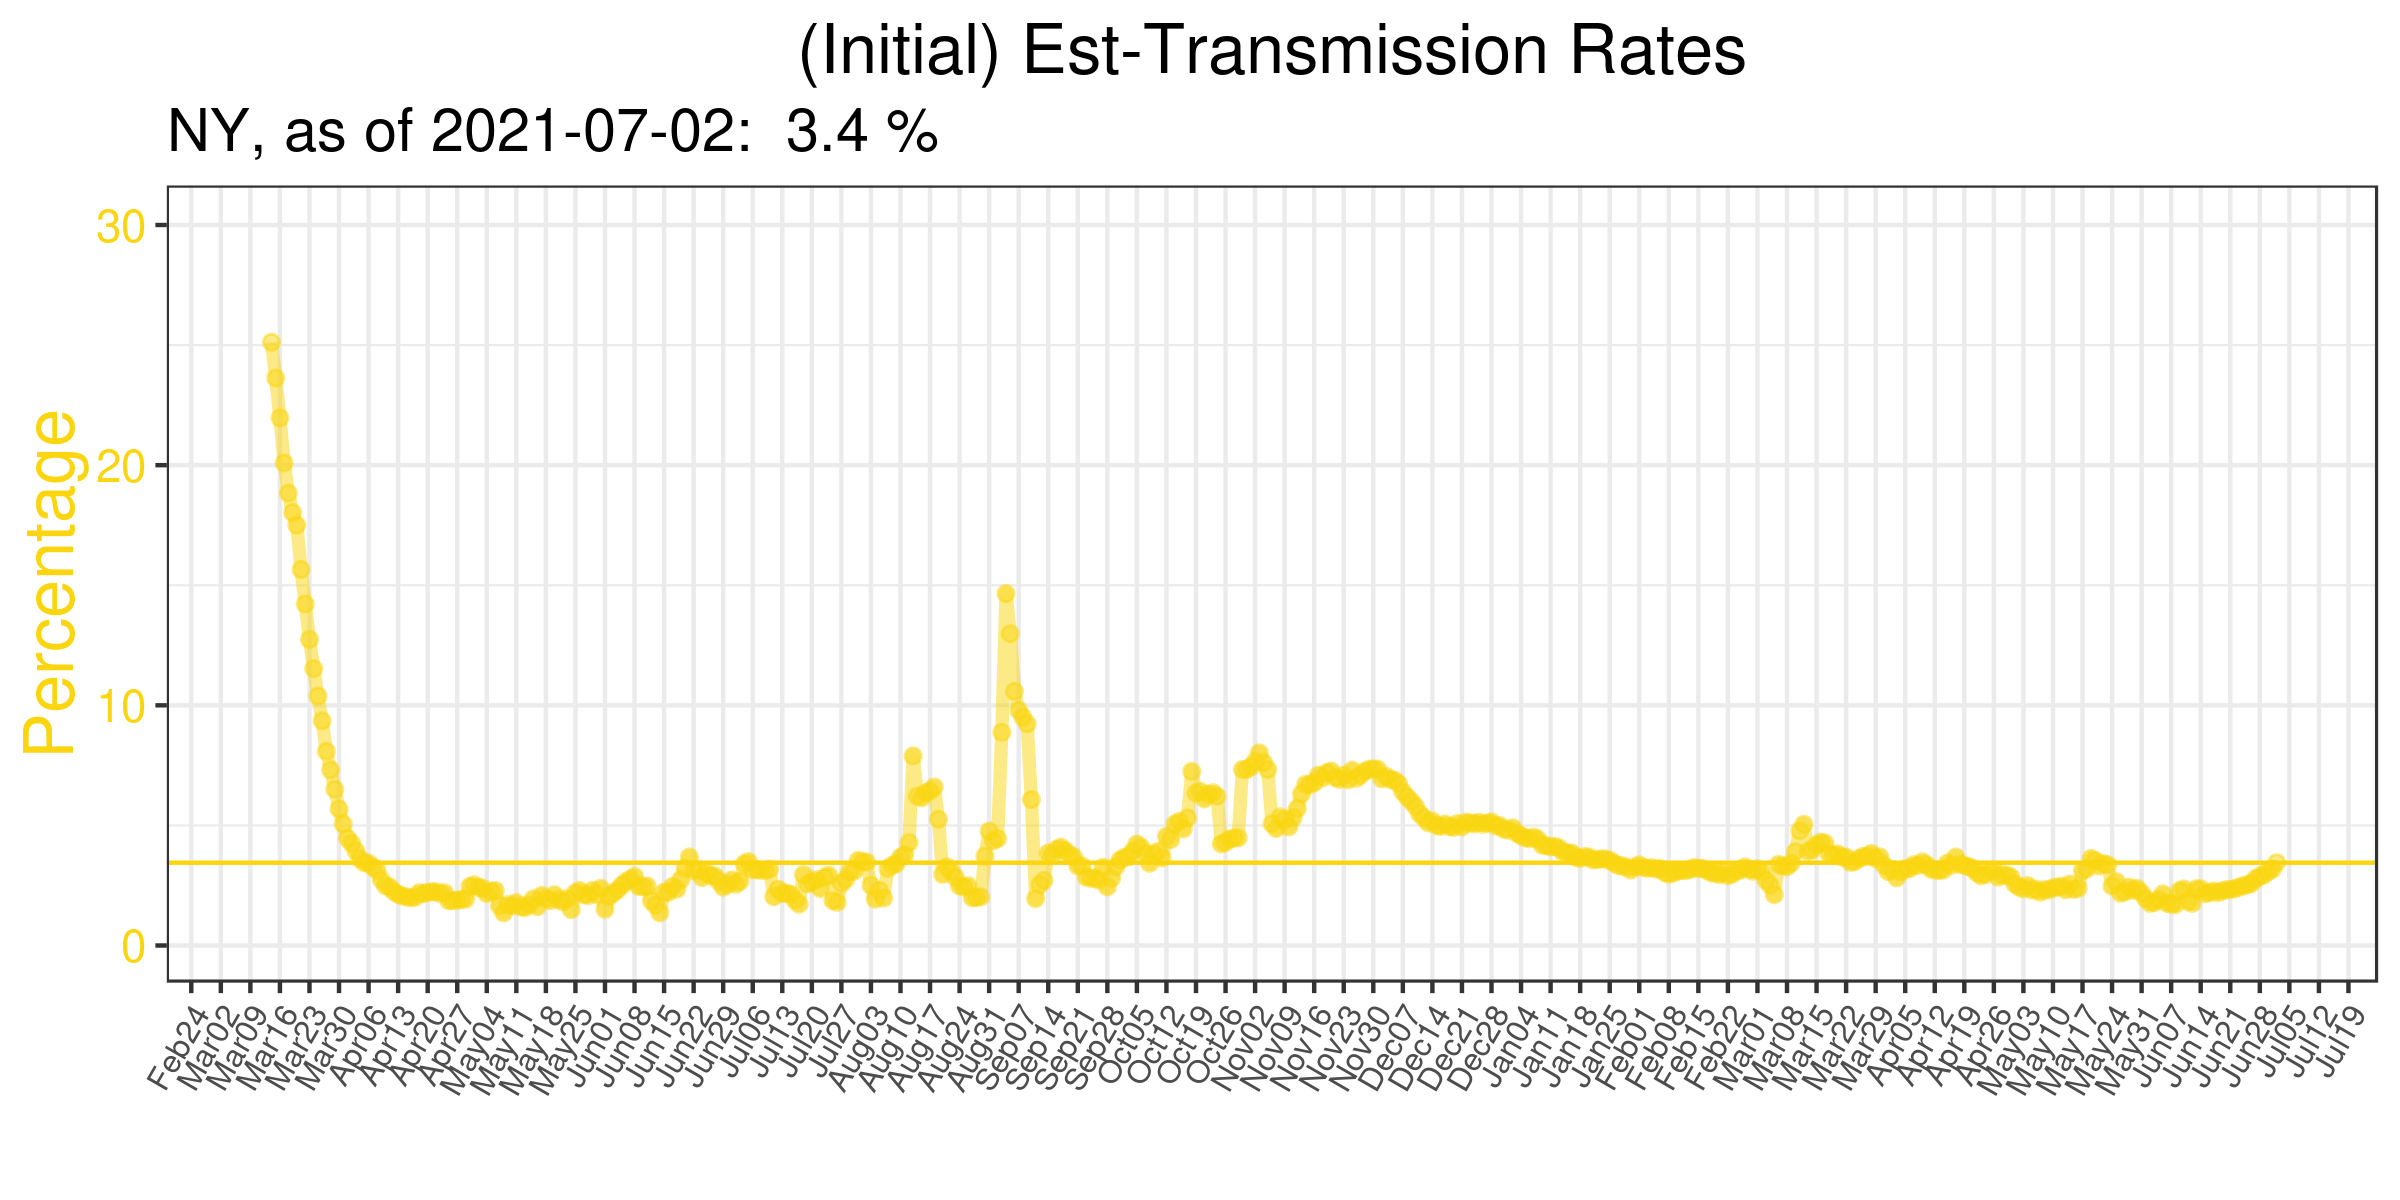 (Initial) Est-Transmission Rates
NY, as of 2021-07-02:  3.4 %
Percentage
30
20
10
0
Feb24 Mar02 Mar09 Mar16 Mar23 Mar30 Apr06 Apr13 Apr20 Apr27 May04 May11 May18 May25 Jun01 Jun08 Jun15 Jun22 Jun29 Jul06 Jul13 Jul20 Jul27 Aug03 Aug10 Aug17 Aug24 Aug31 Sep07 Sep14 Sep21 Sep28 Oct05 Oct12 Oct19 Oct26 Nov02 Nov09 Nov16 Nov23 Nov30 Dec07 Dec14 Dec21 Dec28 Jan04 Jan11 Jan18 Jan25 Feb01 Feb08 Feb15 Feb22 Mar01 Mar08 Mar15 Mar22 Mar29 Apr05 Apr12 Apr19 Apr26 May03 May10 May17 May24 May31 Jun07 Jun14 Jun21 Jun28 Jul05 Jul12 Jul19